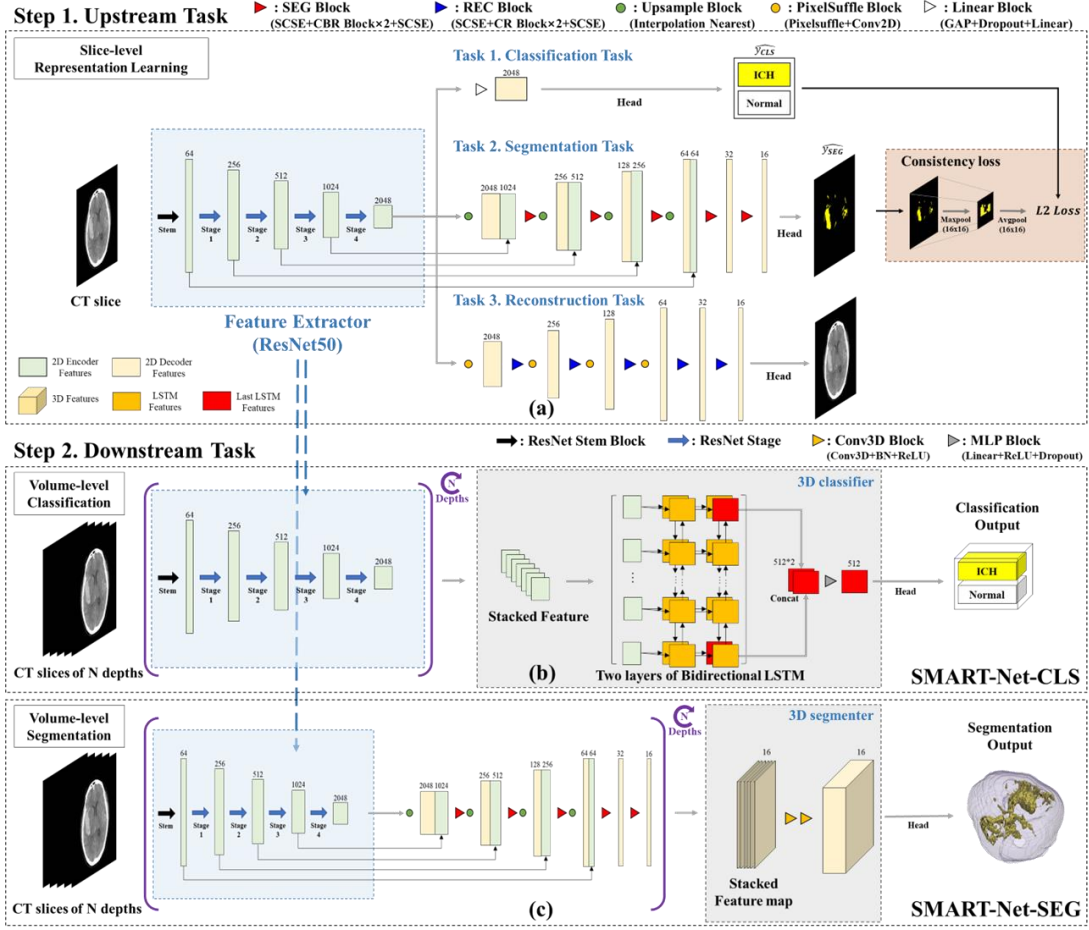 Step 1. Upstream Task
: SEG Block
(SCSE+CBR Block×2+SCSE)
: REC Block
(SCSE+CR Block×2+SCSE)
: Upsample Block
(Interpolation Nearest)
: PixelSuffle Block
(Pixelsuffle+Conv2D)
: Linear Block
(GAP+Dropout+Linear)
Slice-level
Representation Learning
Task 1. Classification Task
2048
Head
ŷ_CLS
ICH
Normal
CT slice
Stem
64
Stage 1
256
Stage 2
512
Stage 3
1024
Stage 4
2048
Feature Extractor
(ResNet50)
Task 2. Segmentation Task
2048 1024
256 512
128 256
64 64
32
16
Head
ŷ_SEG
Consistency loss
Maxpool
(16x16)
Avgpool
(16x16)
L2 Loss
Task 3. Reconstruction Task
2048
256
128
64
32
16
Head
2D Encoder
Features
2D Decoder
Features
3D Features
LSTM
Features
Last LSTM
Features
(a)
Step 2. Downstream Task
: ResNet Stem Block
: ResNet Stage
: Conv3D Block
(Conv3D+BN+ReLU)
: MLP Block
(Linear+ReLU+Dropout)
Volume-level
Classification
CT slices of N depths
Stem
64
Stage 1
256
Stage 2
512
Stage 3
1024
Stage 4
2048
N
Depths
3D classifier
Stacked Feature
Two layers of Bidirectional LSTM
512*2
Concat
512
Head
Classification
Output
ICH
Normal
(b)
SMART-Net-CLS
Volume-level
Segmentation
CT slices of N depths
Stem
64
Stage 1
256
Stage 2
512
Stage 3
1024
Stage 4
2048
2048 1024
256 512
128 256
64 64
32
16
N
Depths
3D segmenter
16
Stacked
Feature map
16
Head
Segmentation
Output
(c)
SMART-Net-SEG